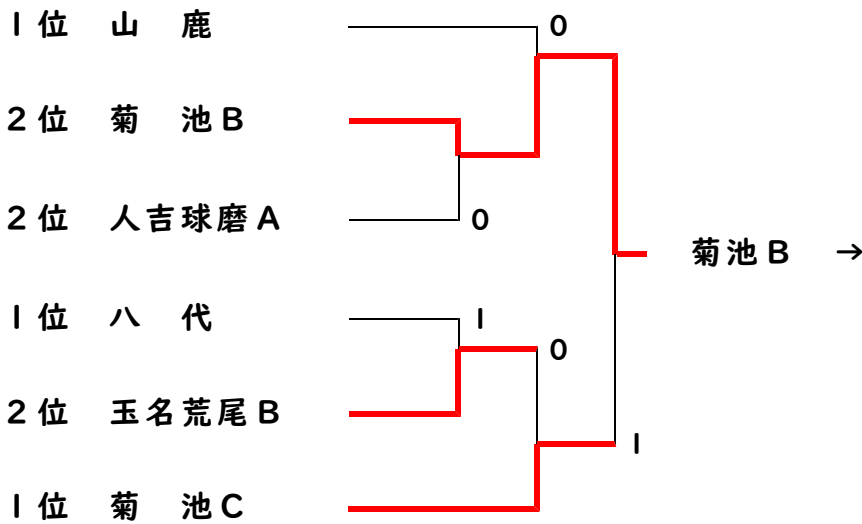 1位 山 鹿
0
2位 菊 池B
2位 人吉球磨A
0
菊池B →
1位 八 代
1
0
2位 玉名荒尾B
1
1位 菊 池C